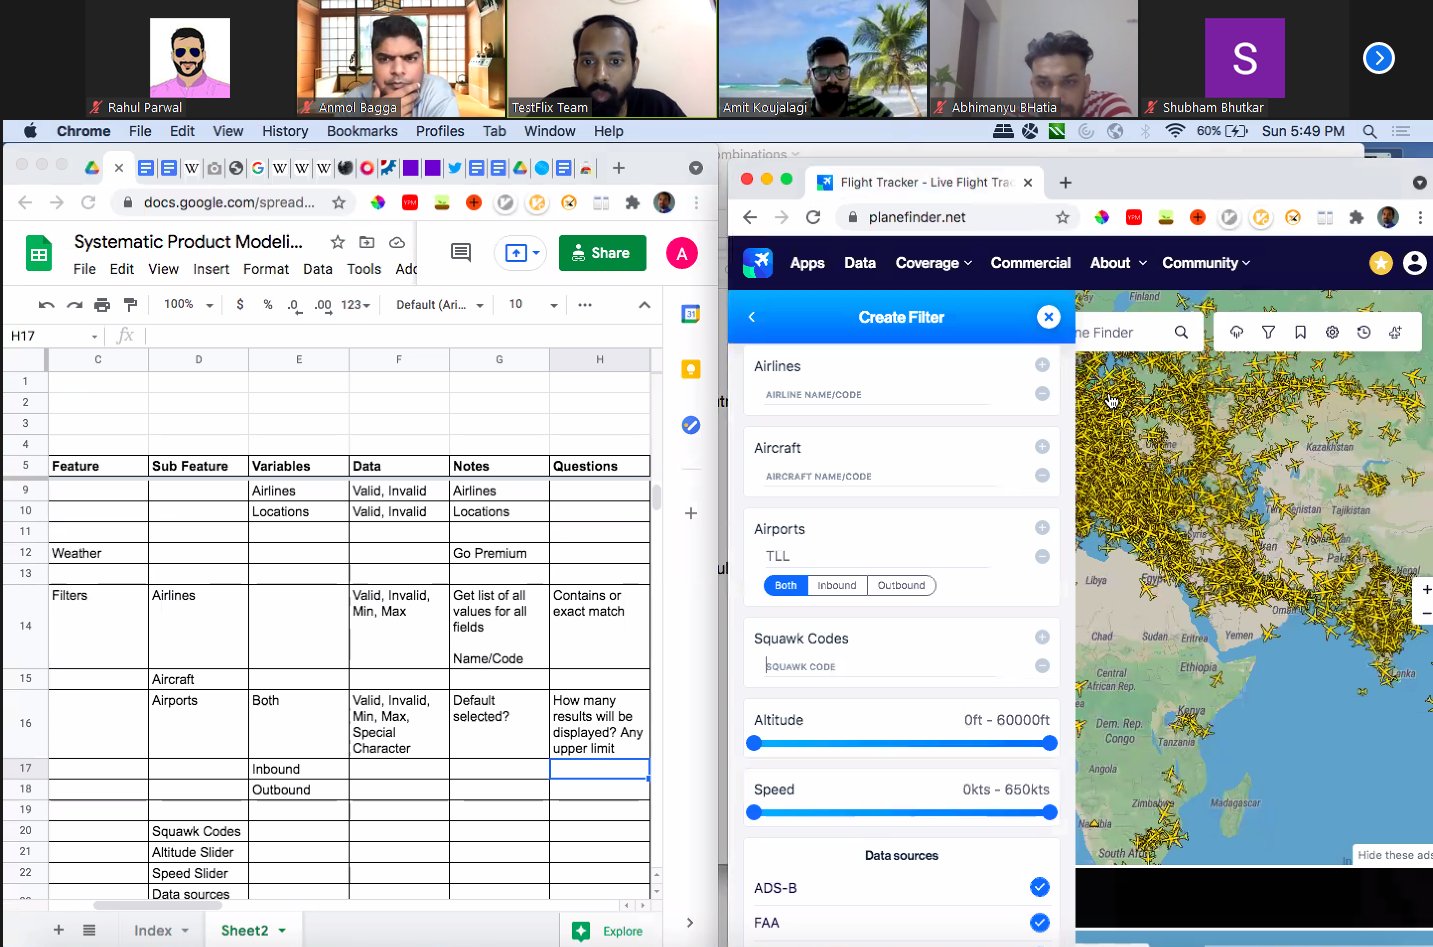 S
Rahul Parwal
Anmol Bagga
TestFlix Team
Amit Koujalagi
Abhimanyu BHatia
Shubham Bhutkar
Chrome File Edit View History Bookmarks Profiles Tab Window Help
60%
Sun 5:49 PM
docs.google.com/spread...
Systematic Product Modeli...
File Edit View Insert Format Data Tools
Share
A
100% $ % .0 .00 123 Default (Ari... 10
H17
fx
C D E F G H
1
2
3
4
5 Feature Sub Feature Variables Data Notes Questions
9 Airlines Valid, Invalid Airlines
10 Locations Valid, Invalid Locations
11
12 Weather Go Premium
13
14 Filters Airlines Valid, Invalid, Min, Max Get list of all values for all fields Name/Code Contains or exact match
15 Aircraft
16 Airports Both Valid, Invalid, Min, Max, Special Character Default selected? How many results will be displayed? Any upper limit
17 Inbound
18 Outbound
19
20 Squawk Codes
21 Altitude Slider
22 Speed Slider
Data sources
Index Sheet2
Explore
31
Flight Tracker - Live Flight Tra
planefinder.net
YPM
Apps Data Coverage Commercial About Community
Create Filter
Airlines
AIRLINE NAME/CODE
Aircraft
AIRCRAFT NAME/CODE
Airports
TLL
Both Inbound Outbound
Squawk Codes
SQUAWK CODE
Altitude 0ft - 60000ft
Speed 0kts - 650kts
Data sources
ADS-B
FAA
Finland
ne Finder
Kazakhstan
Tajikistan
Libya
Oman
Chad
Sudan
Eritrea
Yemen
Central
African Rep.
Ethiopia
Dem. Rep.
Congo
Kenya
Tanzania
Angola
Zimbabwe
Madagascar
Hide these ads